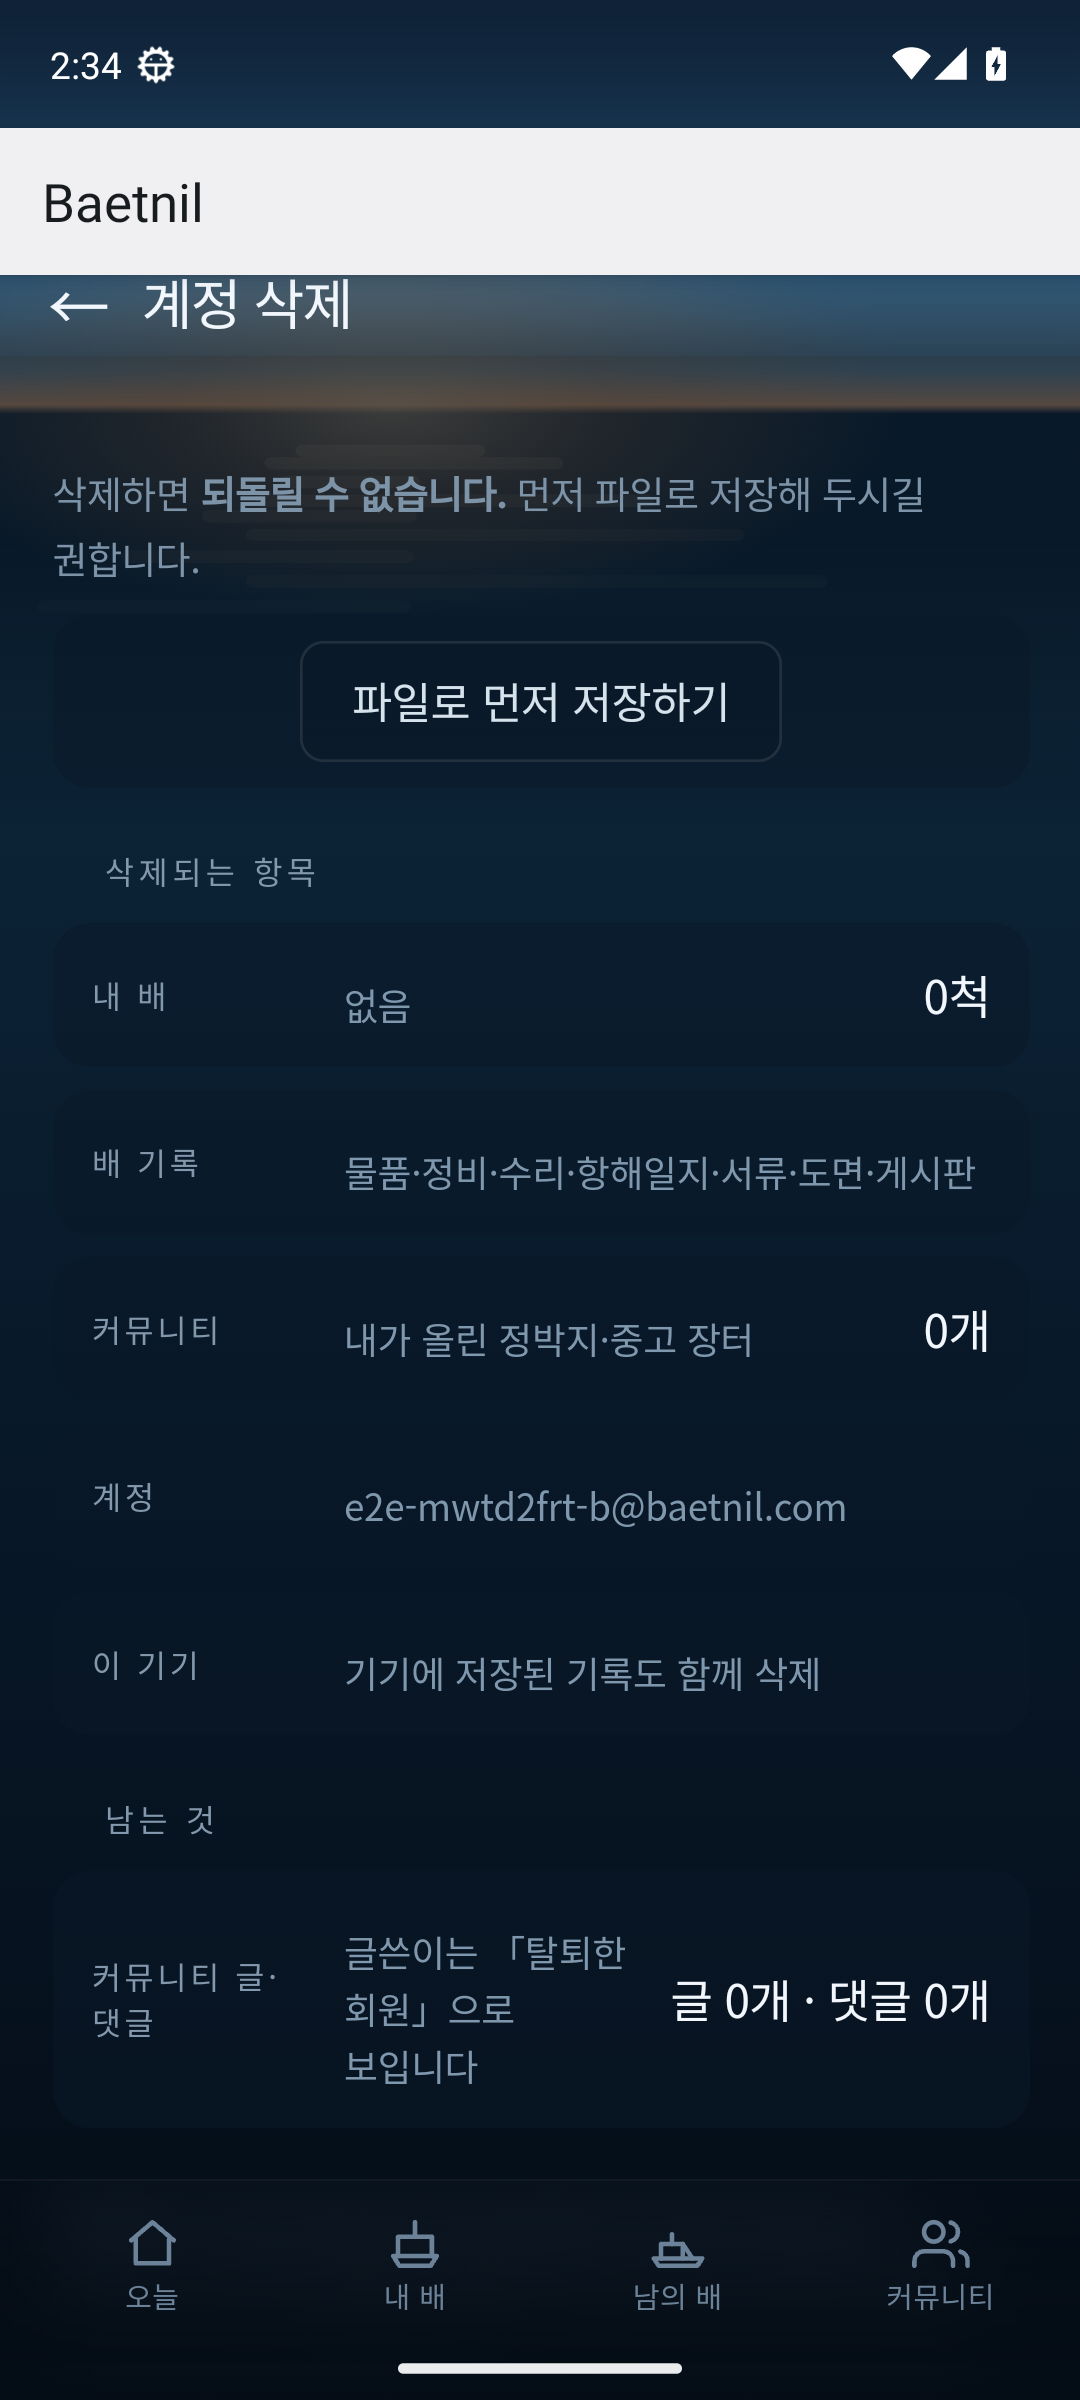 2:34
Baetnil
← 계정 삭제
삭제하면 되돌릴 수 없습니다. 먼저 파일로 저장해 두시길
권합니다.
파일로 먼저 저장하기
삭제되는 항목
내 배 없음 0척
배 기록 물품·정비·수리·항해일지·서류·도면·게시판
커뮤니티 내가 올린 정박지·중고 장터 0개
계정 e2e-mwtd2frt-b@baetnil.com
이 기기 기기에 저장된 기록도 함께 삭제
남는 것
커뮤니티 글·
댓글
글쓴이는 「탈퇴한
회원」으로
보입니다
글 0개 · 댓글 0개
오늘 내 배 남의 배 커뮤니티